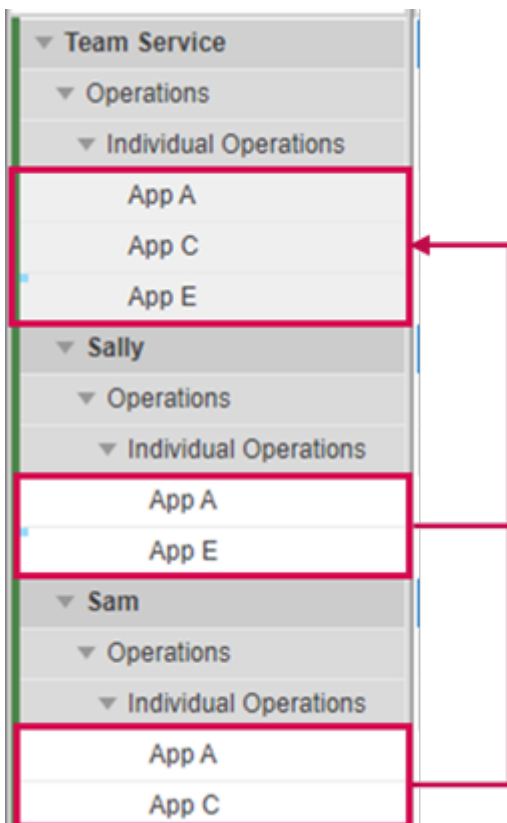 Team Service
Operations
Individual Operations
App A
App C
App E
Sally
Operations
Individual Operations
App A
App E
Sam
Operations
Individual Operations
App A
App C